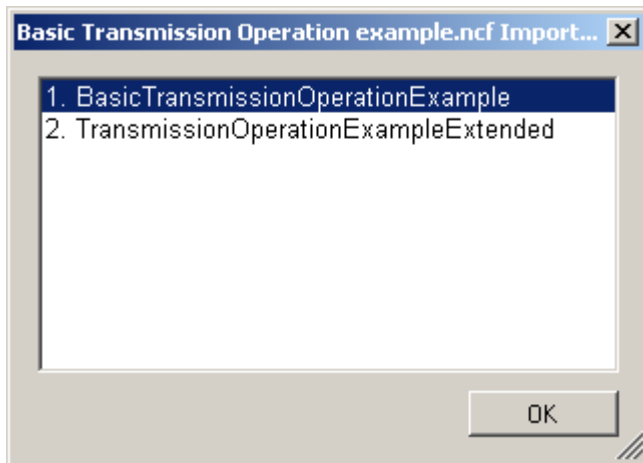 Basic Transmission Operation example.ncf Import...
1. BasicTransmissionOperationExample
2. TransmissionOperationExampleExtended
OK